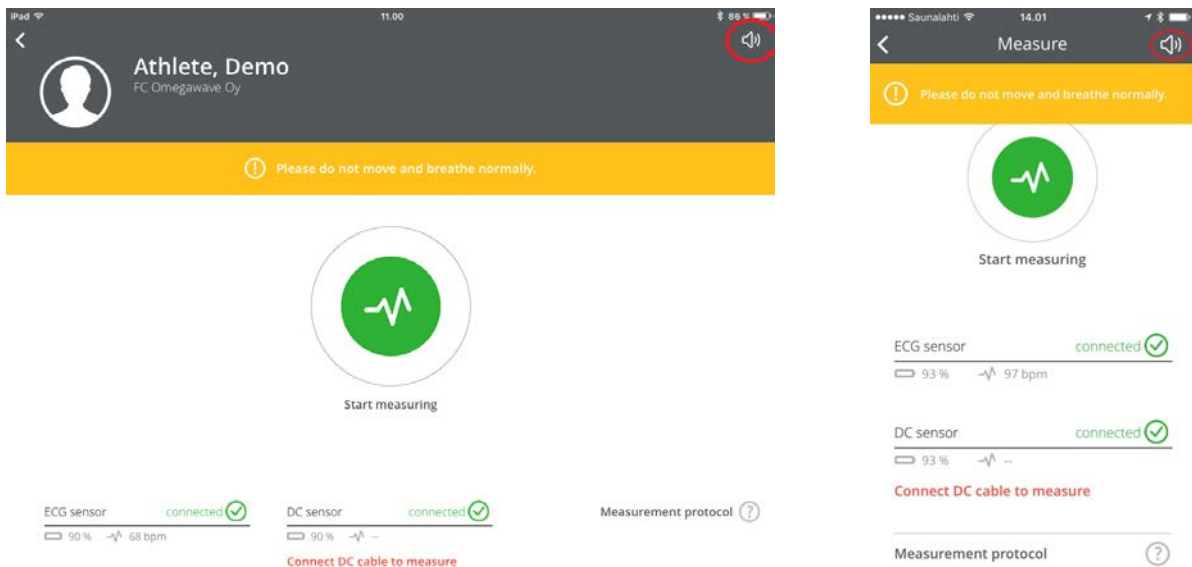 iPad 11.00 86 %
Athlete, Demo
FC Omegawave Oy
Please do not move and breathe normally.
Start measuring
ECG sensor connected
90 % 68 bpm
DC sensor connected
90 % --
Connect DC cable to measure
Measurement protocol ?
Saunalahti 14.01
Measure
Please do not move and breathe normally.
Start measuring
ECG sensor connected
93 % 97 bpm
DC sensor connected
93 % --
Connect DC cable to measure
Measurement protocol ?